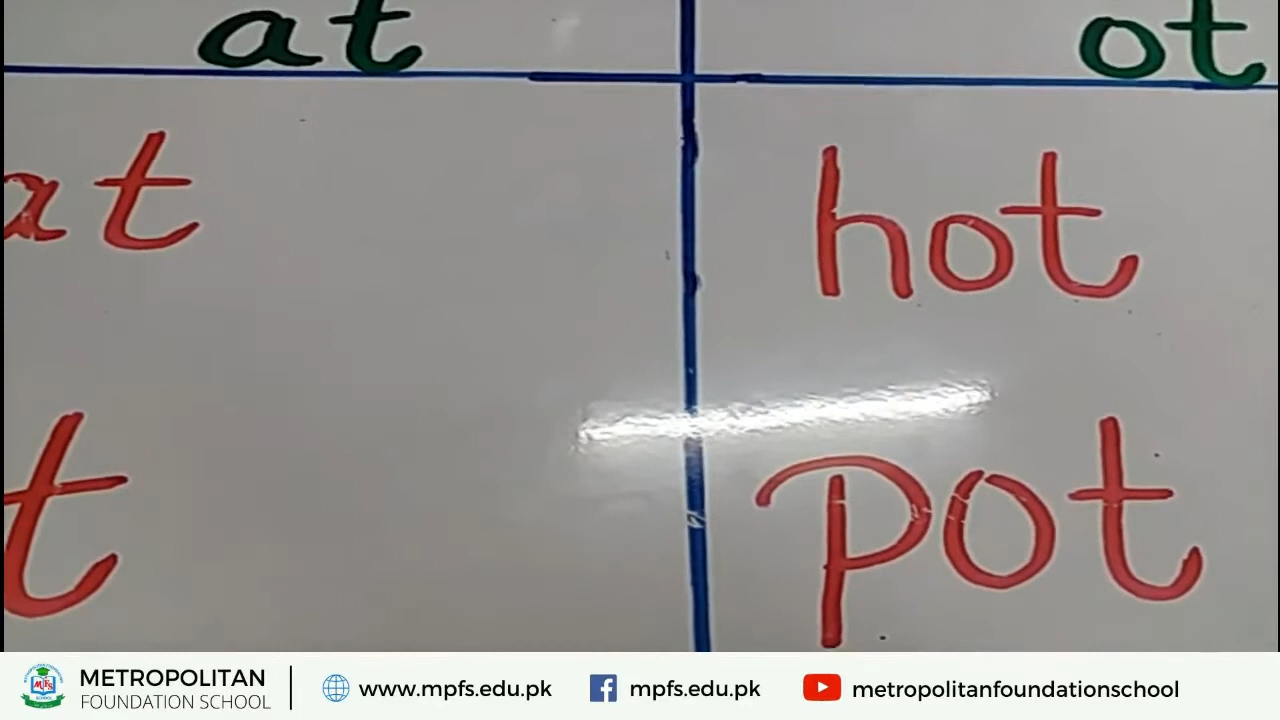 at ot
at hot
t pot
METROPOLITAN
FOUNDATION SCHOOL
www.mpfs.edu.pk mpfs.edu.pk metropolitanfoundationschool